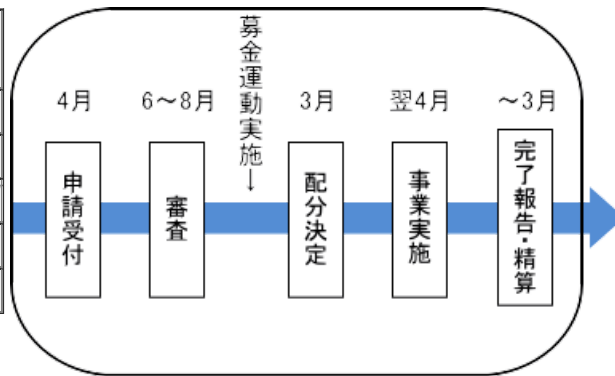 募金運動実施→
4月
6～8月
3月
翌4月
～3月
申請受付
審査
配分決定
事業実施
完了報告・精算